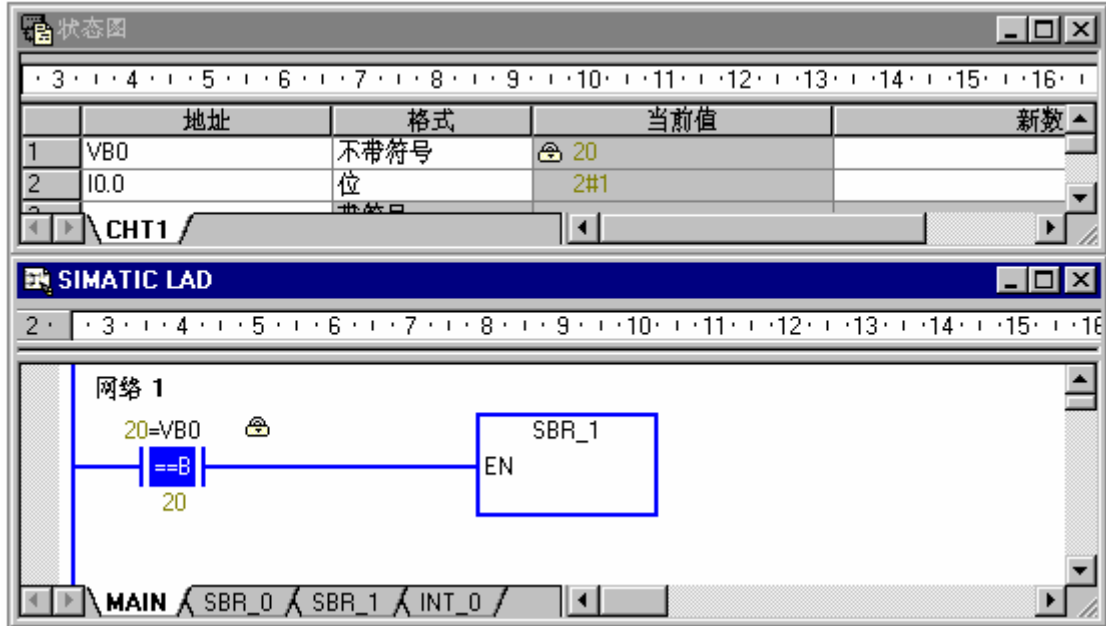 状态图
· 3 · ı · 4 · ı · 5 · ı · 6 · ı · 7 · ı · 8 · ı · 9 · ı ·10· ı ·11· ı ·12· ı ·13· ı ·14· ı ·15· ı ·16· ı
地址 格式 当前值 新数
1 VB0 不带符号 20
2 I0.0 位 2#1
CHT1
SIMATIC LAD
2 · · 3 · ı · 4 · ı · 5 · ı · 6 · ı · 7 · ı · 8 · ı · 9 · ı ·10· ı ·11· ı ·12· ı ·13· ı ·14· ı ·15· ı ·16
网络 1
20=VB0 SBR_1
==B EN
20
MAIN SBR_0 SBR_1 INT_0